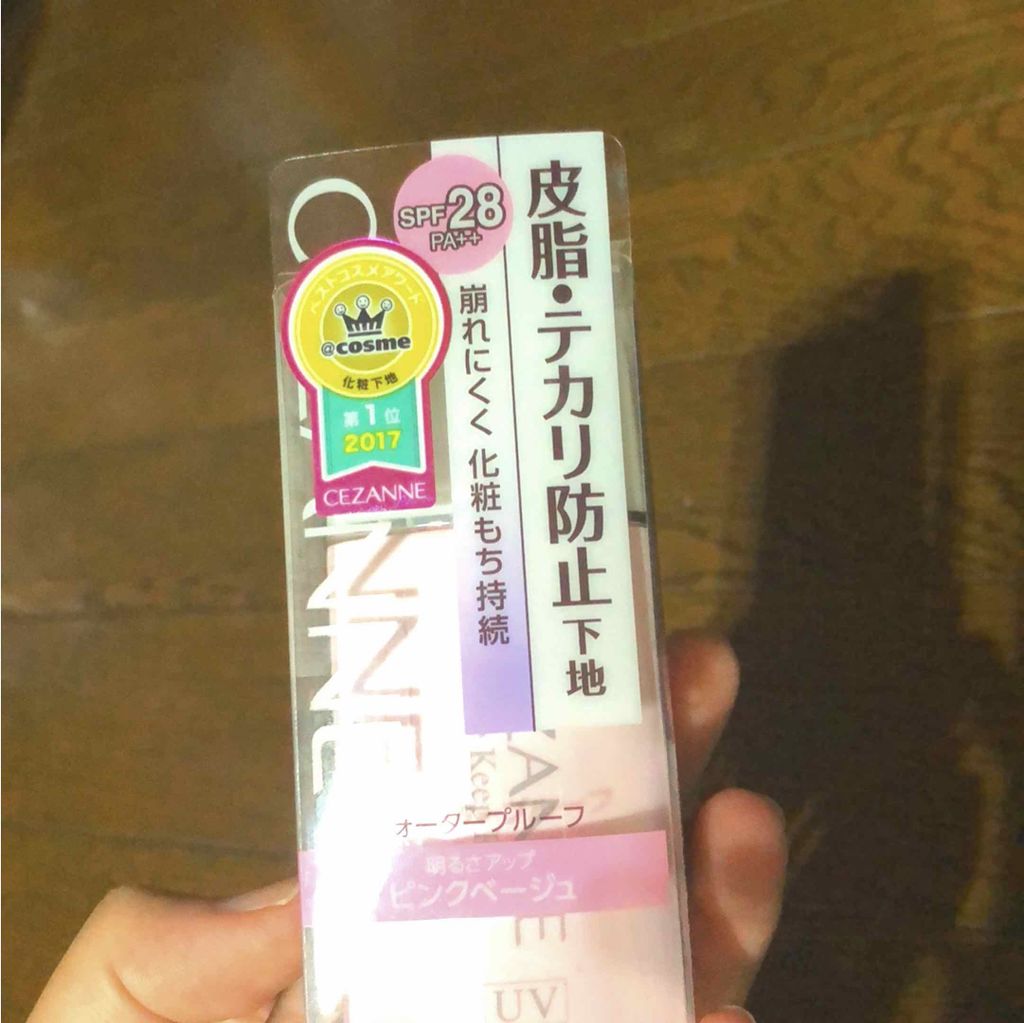 皮脂・テカリ防止下地
崩れにくく 化粧もち持続
SPF28
PA++
ベストコスメアワード
@cosme
化粧下地
第1位
2017
CEZANNE
CEZANNE
Keep
ォータープルーフ
明るさアップ
ピンクベージュ
UV